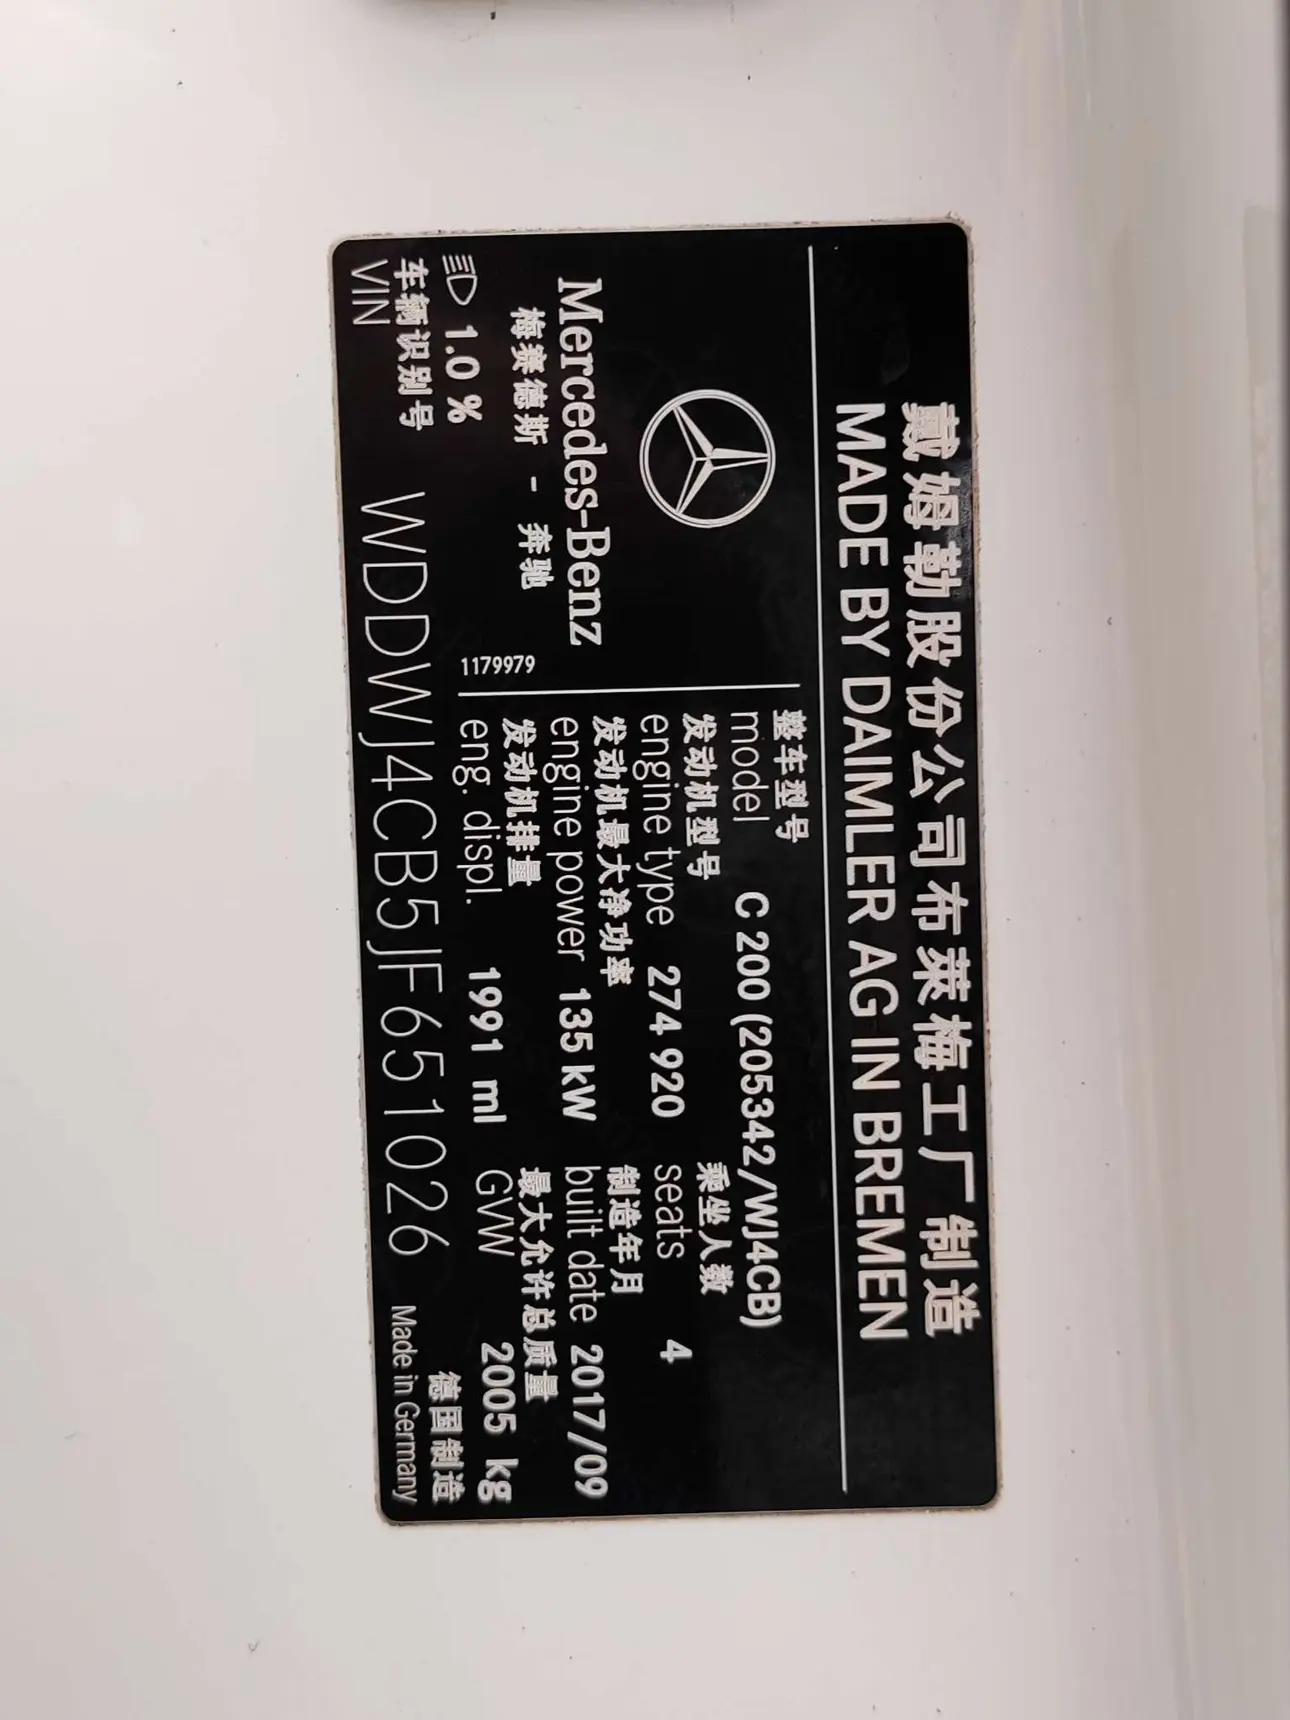 戴姆勒股份公司布莱梅工厂制造
MADE BY DAIMLER AG IN BREMEN
Mercedes-Benz
梅赛德斯 - 奔驰
1179979
整车型号
model C 200 (205342/WJ4CB)
发动机型号 乘坐人数
engine type 274 920 seats 4
发动机最大净功率 制造年月
engine power 135 kW built date 2017/09
发动机排量 最大允许总质量
eng. displ. 1991 ml GVW 2005 kg
1.0 %
车辆识别号 德国制造
VIN WDDWJ4CB5JF651026 Made in Germany